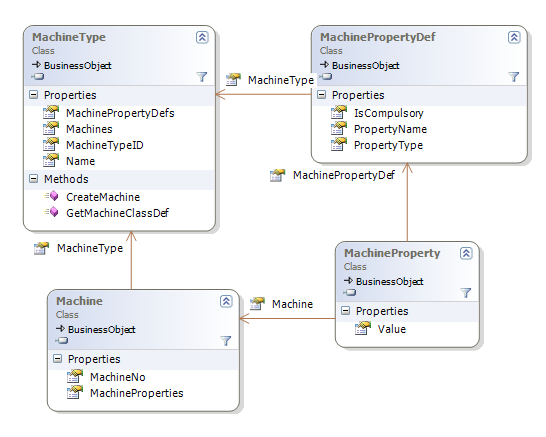 MachineType
Class
BusinessObject
Properties
MachinePropertyDefs
Machines
MachineTypeID
Name
Methods
CreateMachine
GetMachineClassDef
MachineType
MachinePropertyDef
Class
BusinessObject
Properties
IsCompulsory
PropertyName
PropertyType
MachinePropertyDef
MachineType
MachineProperty
Class
BusinessObject
Properties
Value
Machine
Machine
Class
BusinessObject
Properties
MachineNo
MachineProperties